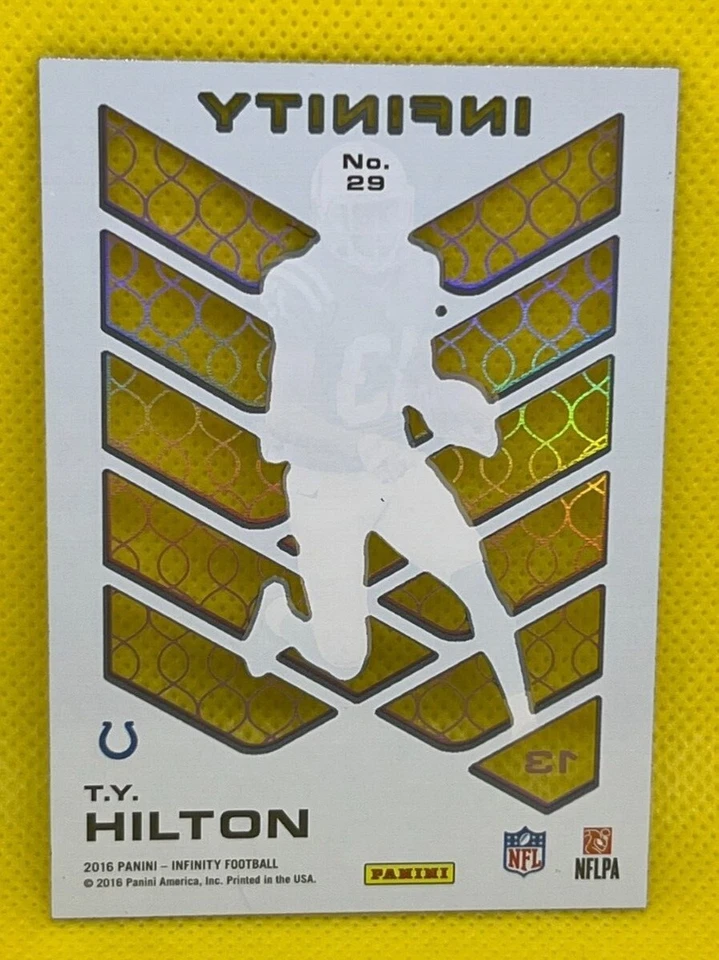 INFINITY
No.
29
13
13
T.Y.
HILTON
2016 PANINI – INFINITY FOOTBALL
© 2016 Panini America, Inc. Printed in the USA.
PANINI
NFL
NFLPA